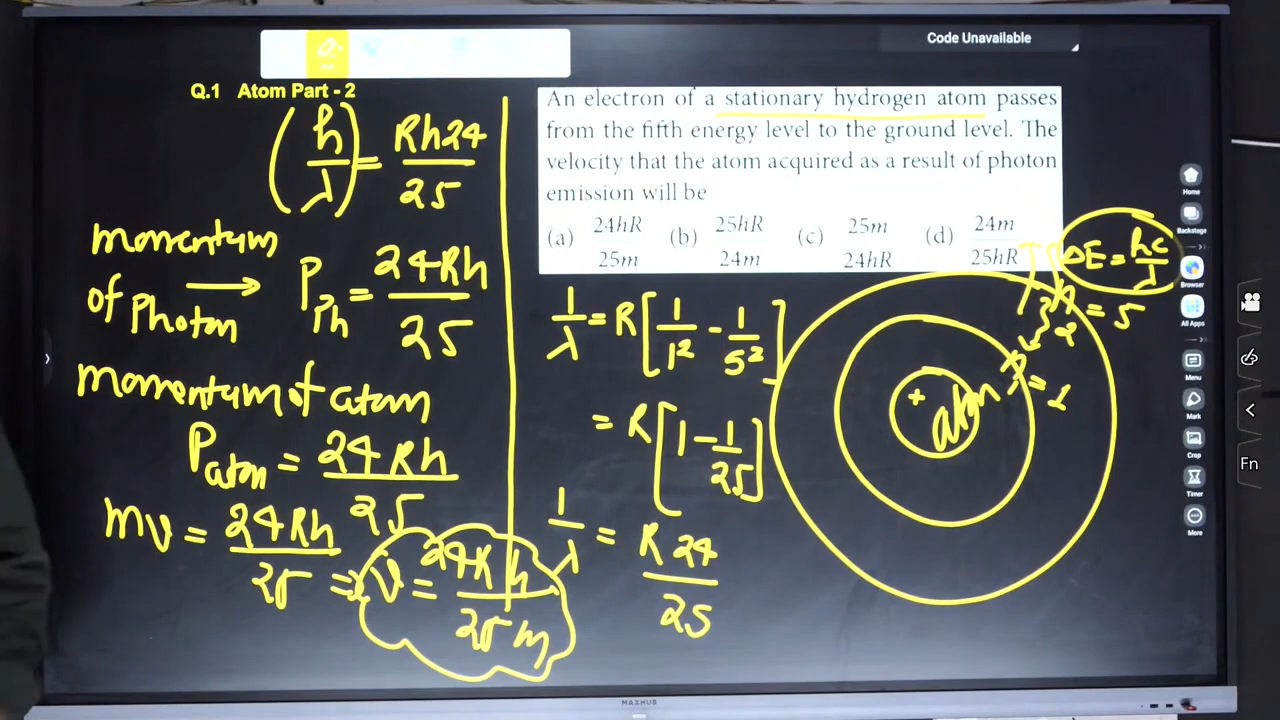 Code Unavailable
Q.1 Atom Part - 2
(h/λ) = Rh24/25
momentum of Photon → P_Ph = 24Rh/25
momentum of atom
P_atom = 24Rh/25
mv = 24Rh/25 ⇒ v = 24Rh/25m
An electron of a stationary hydrogen atom passes
from the fifth energy level to the ground level. The
velocity that the atom acquired as a result of photon
emission will be
(a) 24hR/25m (b) 25hR/24m (c) 25m/24hR (d) 24m/25hR
1/λ = R[1/1² - 1/5²]
= R[1 - 1/25]
1/λ = R24/25
ΔE = hc/λ
= 5
= 1
+
atom
Home
Backstage
Browser
All Apps
Menu
Mark
Crop
Timer
More
Fn
MAXHUB